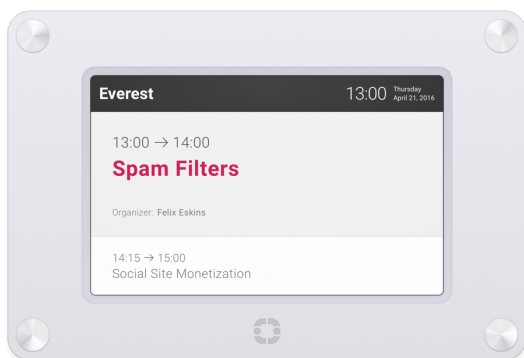 Everest
13:00
Thursday
April 21, 2016
13:00 → 14:00
Spam Filters
Organizer: Felix Eskins
14:15 → 15:00
Social Site Monetization